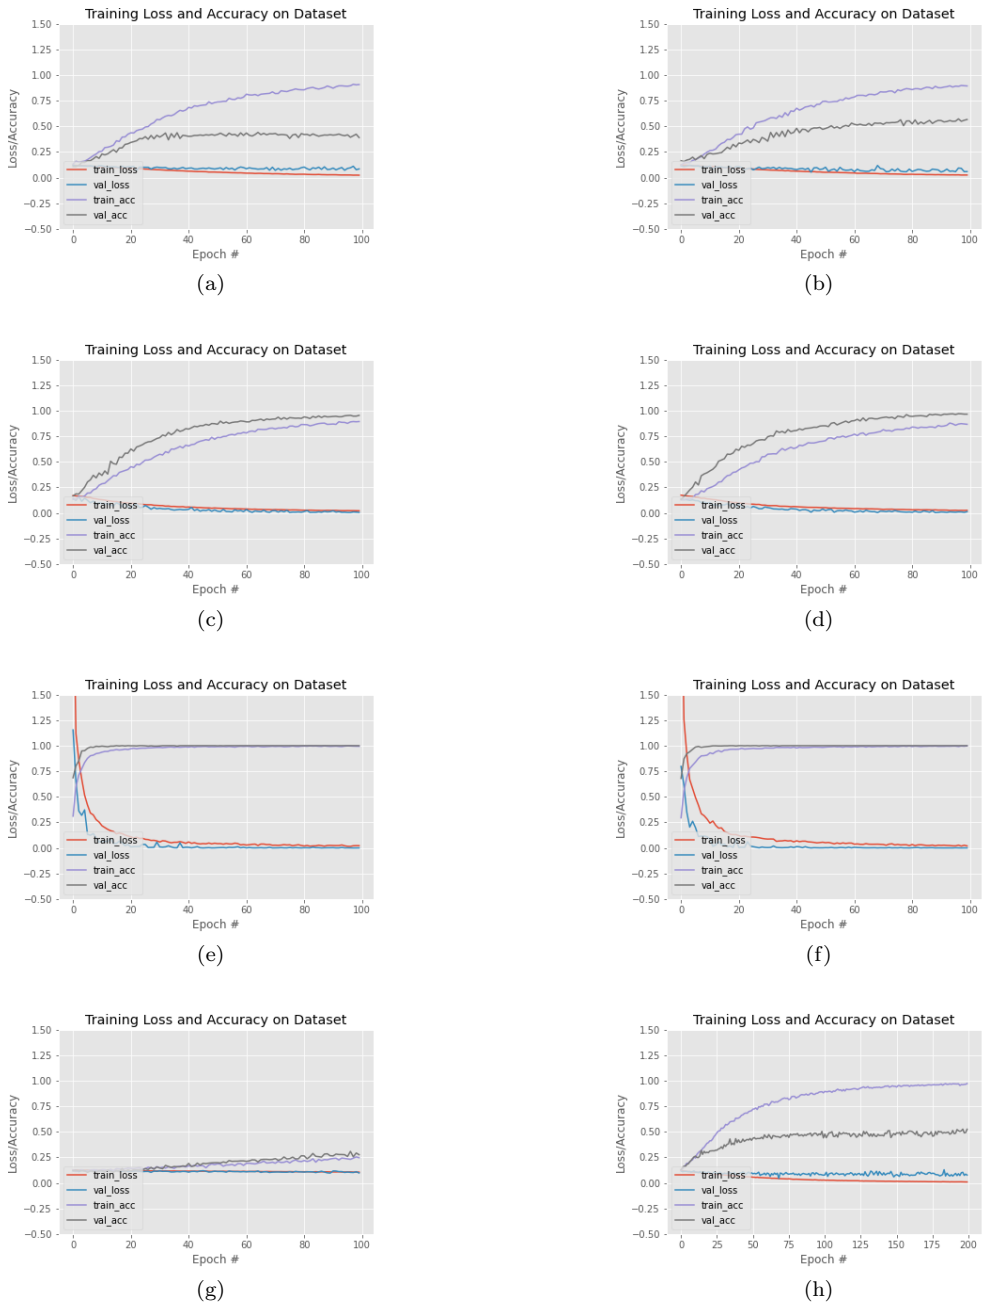 Training Loss and Accuracy on Dataset
1.50
1.25
1.00
0.75
0.50
0.25
0.00
−0.25
−0.50
Loss/Accuracy
train_loss
val_loss
train_acc
val_acc
0 20 40 60 80 100
Epoch #
(a)
Training Loss and Accuracy on Dataset
1.50
1.25
1.00
0.75
0.50
0.25
0.00
−0.25
−0.50
Loss/Accuracy
train_loss
val_loss
train_acc
val_acc
0 20 40 60 80 100
Epoch #
(b)
Training Loss and Accuracy on Dataset
1.50
1.25
1.00
0.75
0.50
0.25
0.00
−0.25
−0.50
Loss/Accuracy
train_loss
val_loss
train_acc
val_acc
0 20 40 60 80 100
Epoch #
(c)
Training Loss and Accuracy on Dataset
1.50
1.25
1.00
0.75
0.50
0.25
0.00
−0.25
−0.50
Loss/Accuracy
train_loss
val_loss
train_acc
val_acc
0 20 40 60 80 100
Epoch #
(d)
Training Loss and Accuracy on Dataset
1.50
1.25
1.00
0.75
0.50
0.25
0.00
−0.25
−0.50
Loss/Accuracy
train_loss
val_loss
train_acc
val_acc
0 20 40 60 80 100
Epoch #
(e)
Training Loss and Accuracy on Dataset
1.50
1.25
1.00
0.75
0.50
0.25
0.00
−0.25
−0.50
Loss/Accuracy
train_loss
val_loss
train_acc
val_acc
0 20 40 60 80 100
Epoch #
(f)
Training Loss and Accuracy on Dataset
1.50
1.25
1.00
0.75
0.50
0.25
0.00
−0.25
−0.50
Loss/Accuracy
train_loss
val_loss
train_acc
val_acc
0 20 40 60 80 100
Epoch #
(g)
Training Loss and Accuracy on Dataset
1.50
1.25
1.00
0.75
0.50
0.25
0.00
−0.25
−0.50
Loss/Accuracy
train_loss
val_loss
train_acc
val_acc
0 25 50 75 100 125 150 175 200
Epoch #
(h)